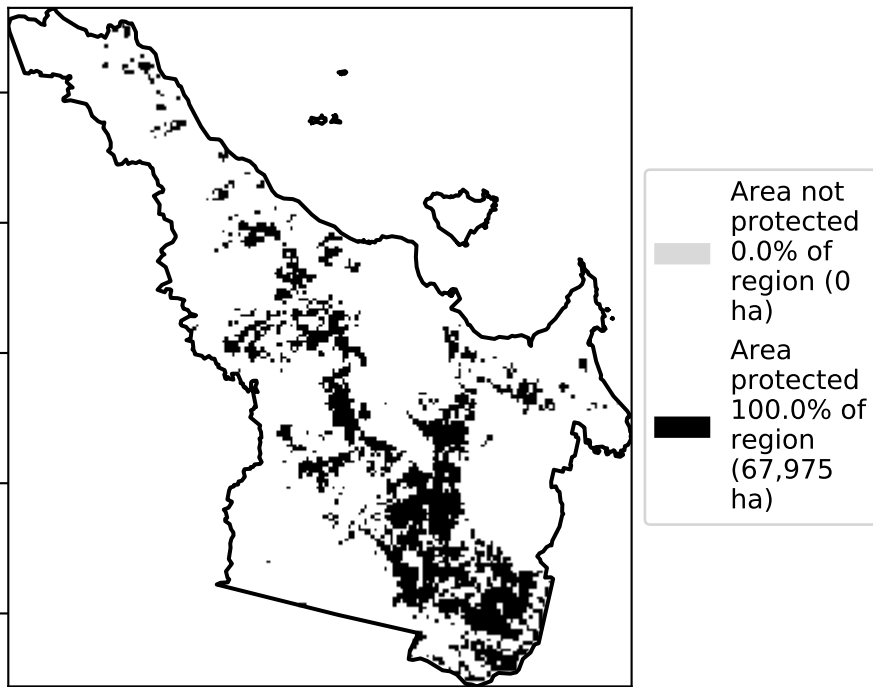 Area not
protected
0.0% of
region (0
ha)
Area
protected
100.0% of
region
(67,975
ha)